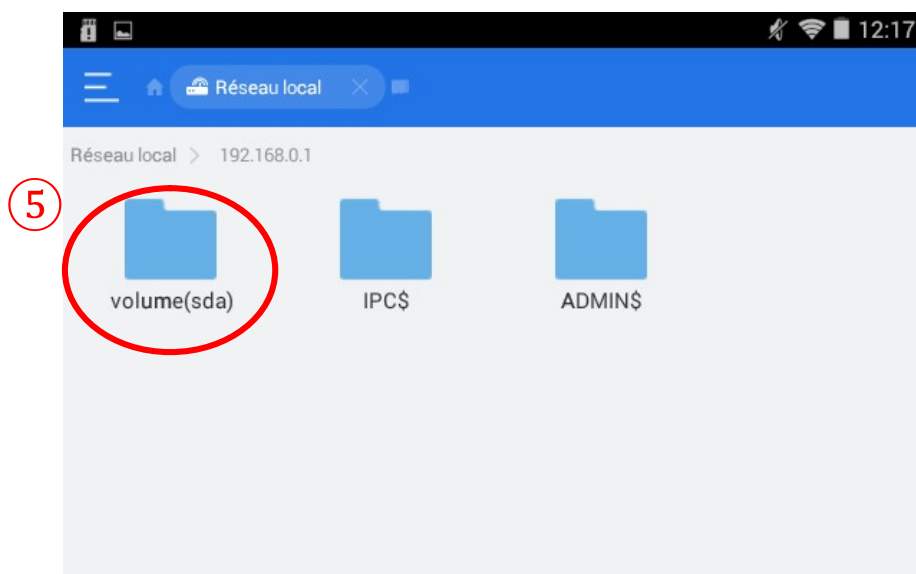 12:17
Réseau local
Réseau local > 192.168.0.1
⑤
volume(sda) IPC$ ADMIN$